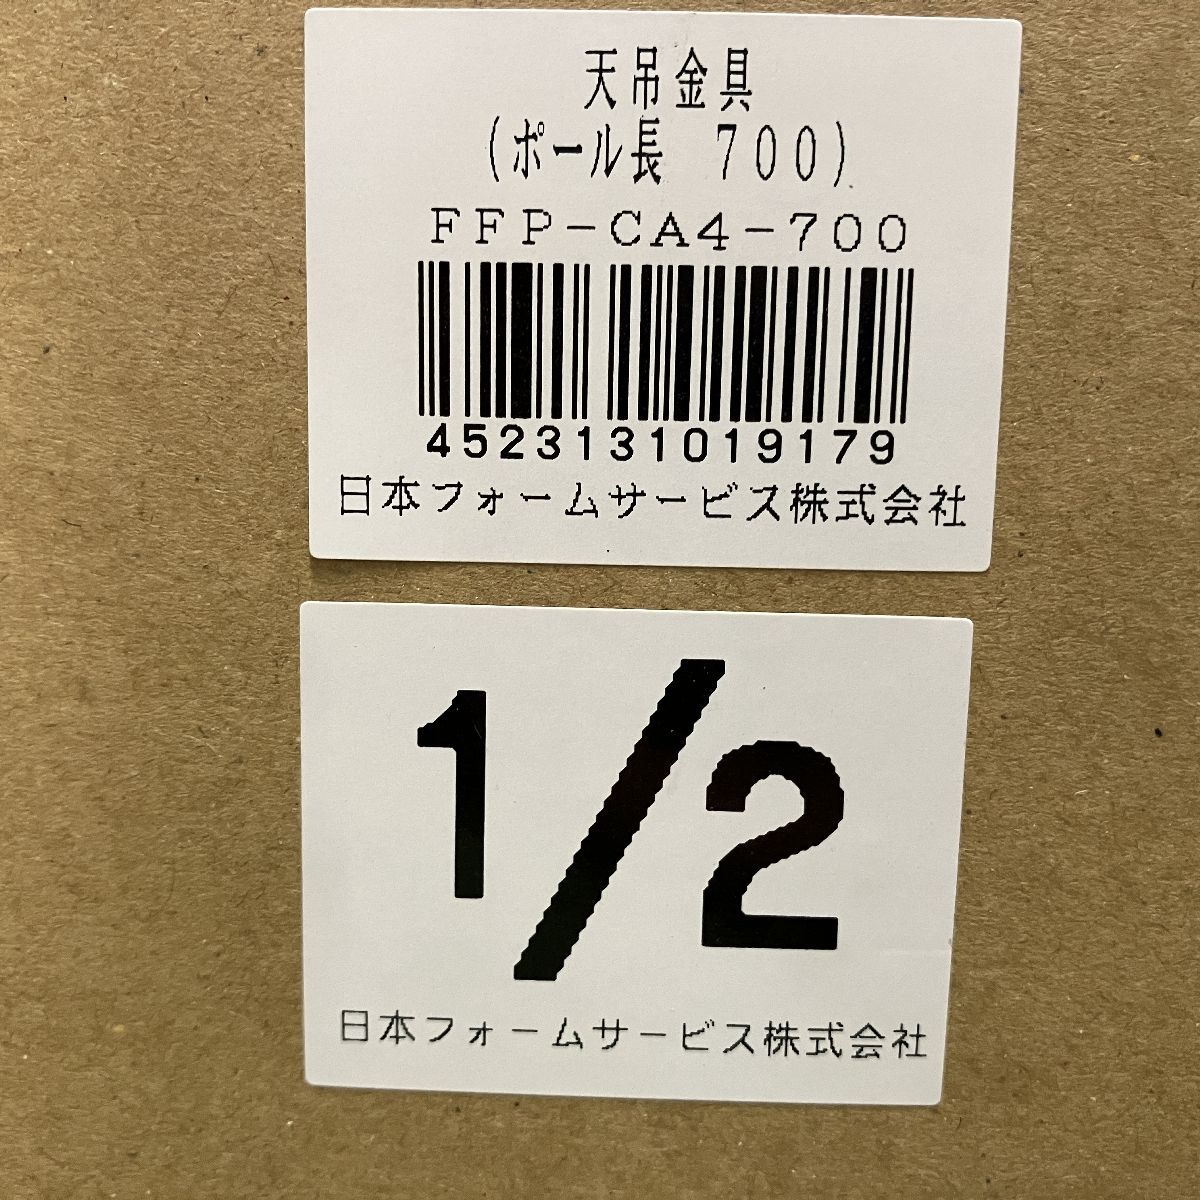 天吊金具
(ポール長　700)
FFP-CA4-700
4523131019179
日本フォームサービス株式会社
1/2
日本フォームサービス株式会社